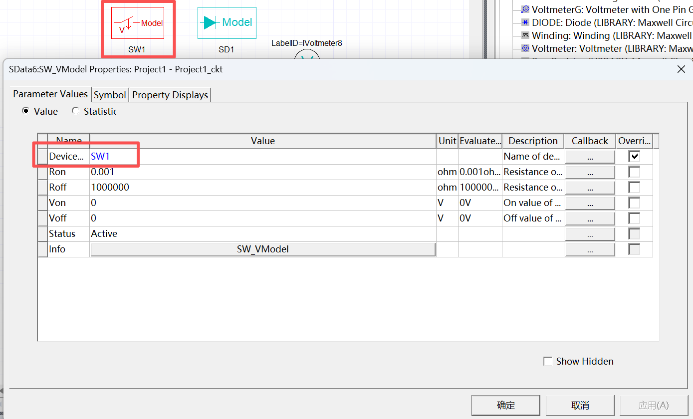 Model
V
SW1
Model
SD1
LabelID=IVoltmeter8
VoltmeterG: Voltmeter with One Pin G
DIODE: Diode (LIBRARY: Maxwell Circu
Winding: Winding (LIBRARY: Maxwell
Voltmeter: Voltmeter (LIBRARY: Maxw
SData6:SW_VModel Properties: Project1 - Project1_ckt
Parameter Values Symbol Property Displays
Value Statistic
Name Value Unit Evaluate... Description Callback Overri...
Device... SW1 Name of de... ...
Ron 0.001 ohm 0.001oh... Resistance o... ...
Roff 1000000 ohm 100000... Resistance o... ...
Von 0 V 0V On value of ... ...
Voff 0 V 0V Off value of ... ...
Status Active ...
Info SW_VModel ...
Show Hidden
确定 取消 应用(A)